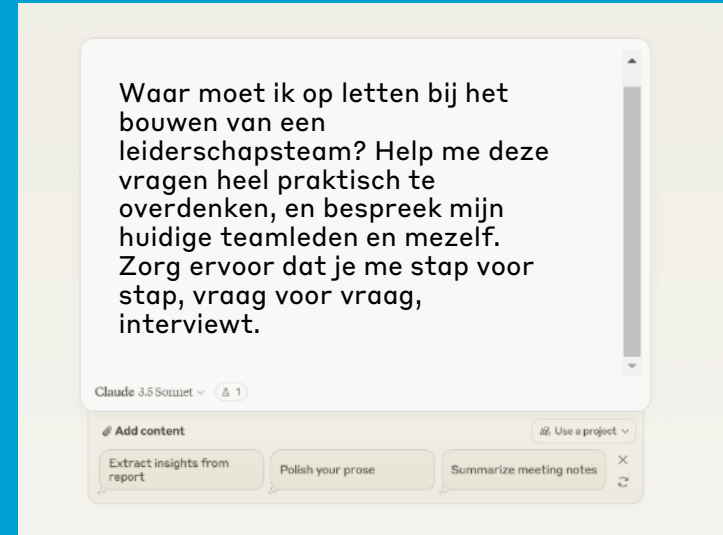 Waar moet ik op letten bij het
bouwen van een
leiderschapsteam? Help me deze
vragen heel praktisch te
overdenken, en bespreek mijn
huidige teamleden en mezelf.
Zorg ervoor dat je me stap voor
stap, vraag voor vraag,
interviewt.
Claude 3.5 Sonnet 1
Add content Use a project
Extract insights from
report
Polish your prose
Summarize meeting notes